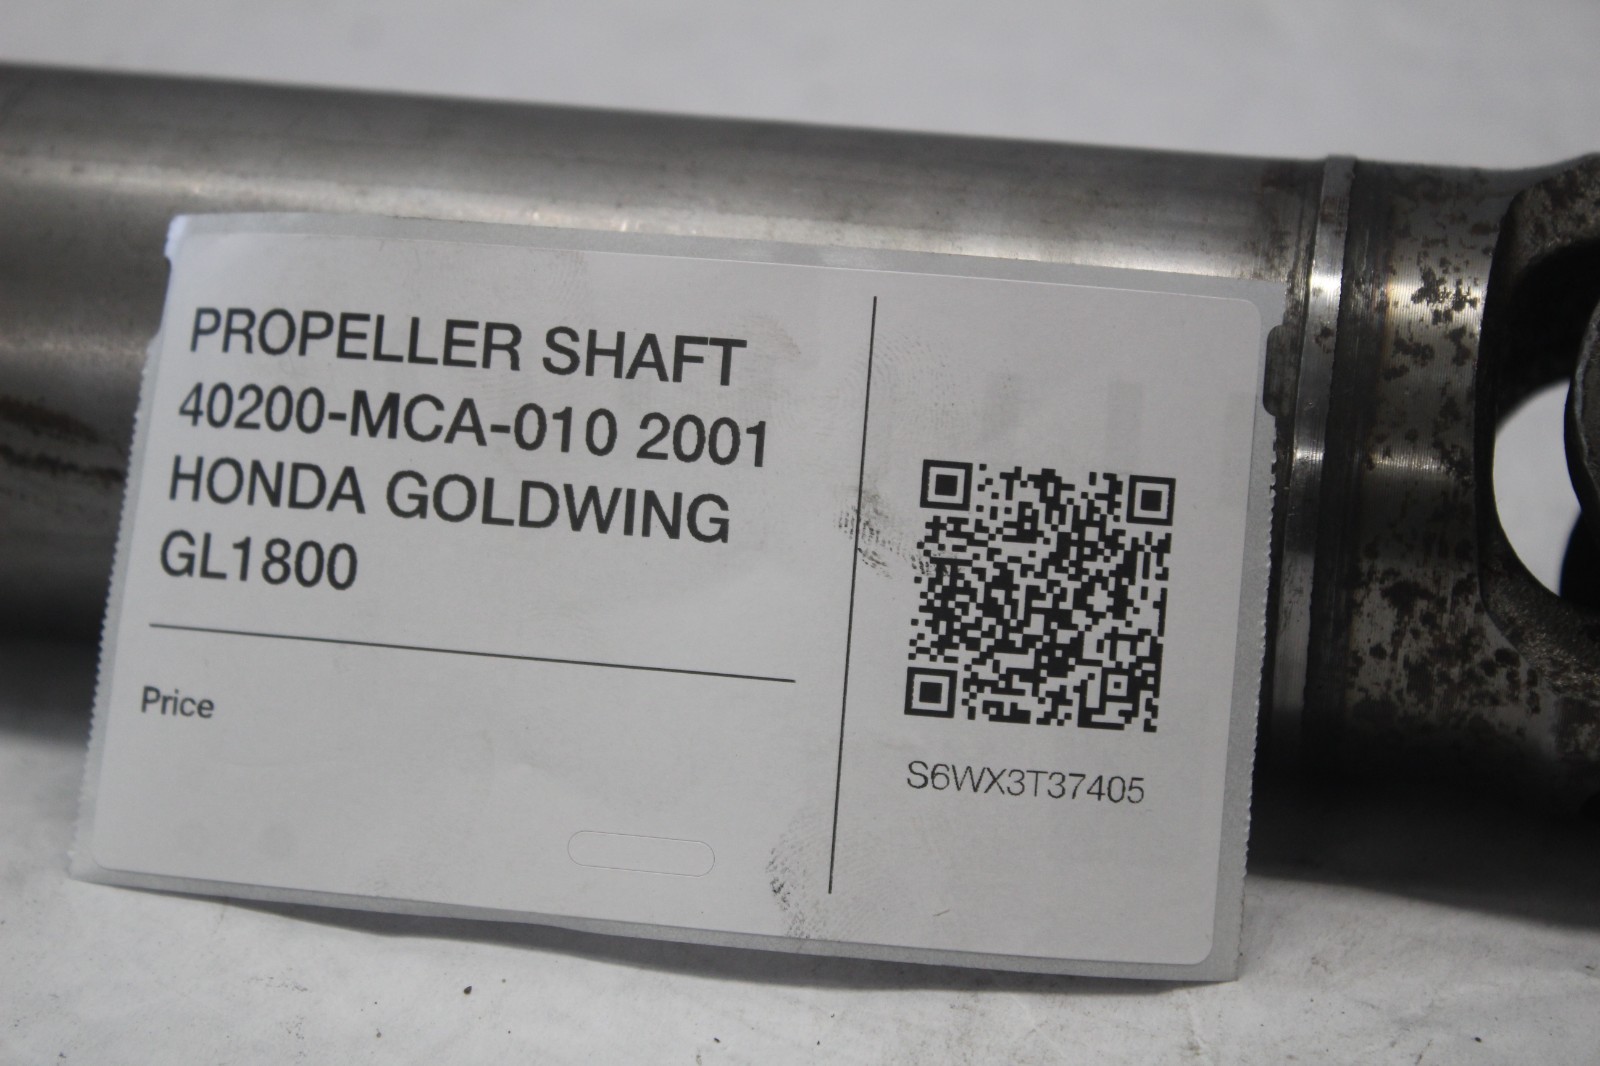 PROPELLER SHAFT
40200-MCA-010 2001
HONDA GOLDWING
GL1800
Price
S6WX3T37405